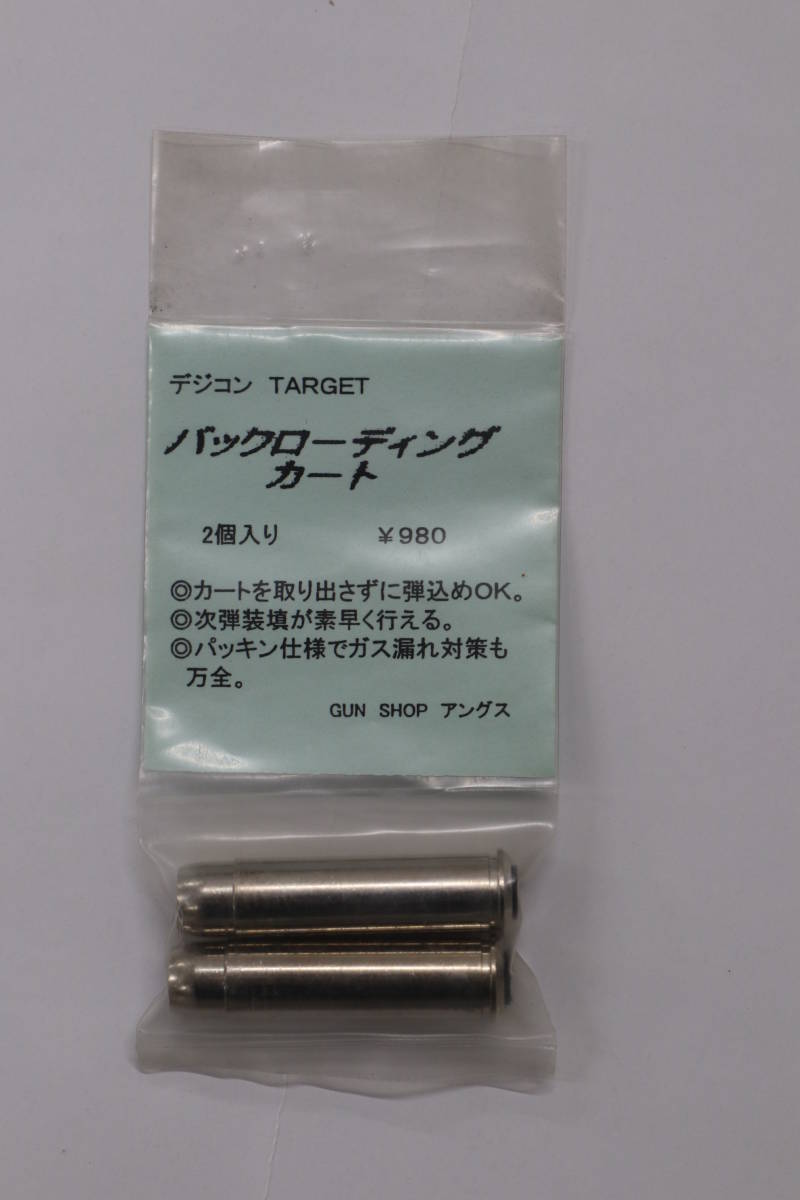 デジコン TARGET
バックローディング
カート
2個入り ¥980
◎カートを取り出さずに弾込めOK。
◎次弾装填が素早く行える。
◎パッキン仕様でガス漏れ対策も
万全。
GUN SHOP アングス